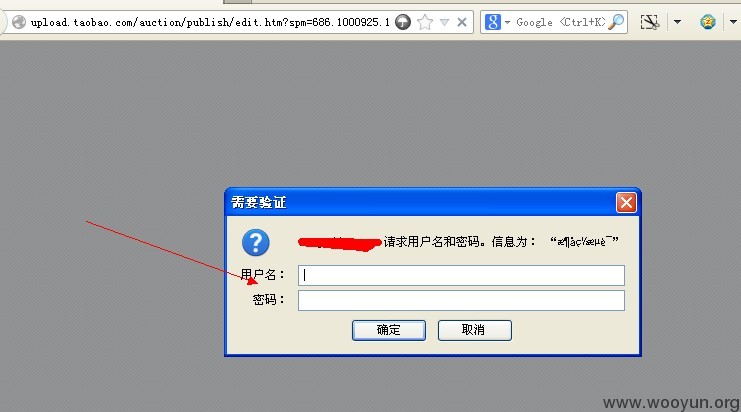 upload.taobao.com/auction/publish/edit.htm?spm=686.1000925.1
Google <Ctrl+K>
需要验证
请求用户名和密码。信息为：
用户名：
密码：
确定 取消
www.wooyun.org